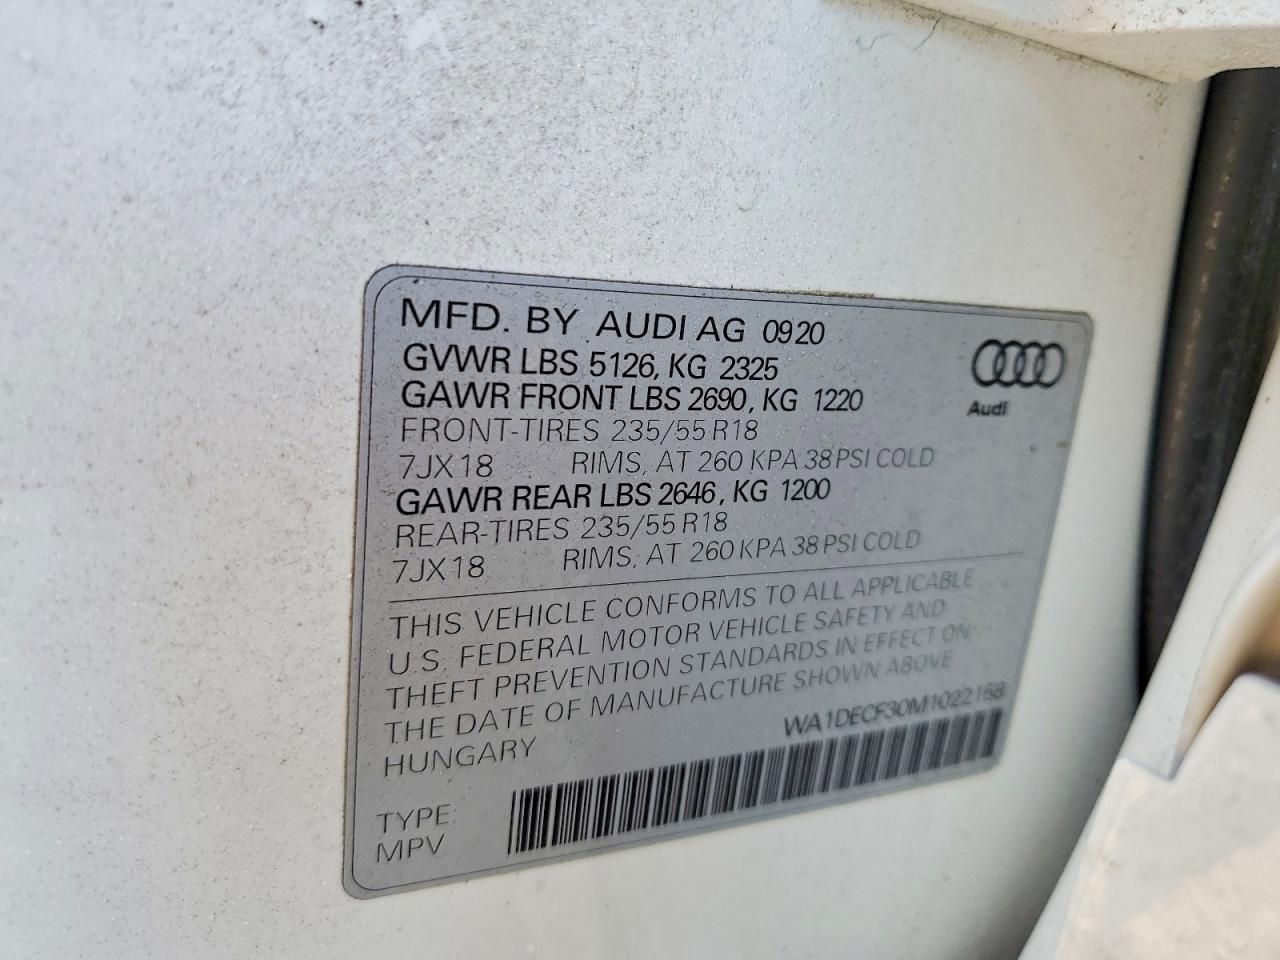 MFD. BY AUDI AG 0920
GVWR LBS 5126, KG 2325
GAWR FRONT LBS 2690, KG 1220
FRONT-TIRES 235/55 R18
7JX18 RIMS, AT 260 KPA 38 PSI COLD
GAWR REAR LBS 2646, KG 1200
REAR-TIRES 235/55 R18
7JX18 RIMS, AT 260 KPA 38 PSI COLD
Audi
THIS VEHICLE CONFORMS TO ALL APPLICABLE
U.S. FEDERAL MOTOR VEHICLE SAFETY AND
THEFT PREVENTION STANDARDS IN EFFECT ON
THE DATE OF MANUFACTURE SHOWN ABOVE
HUNGARY
WA1DECF30M1022158
TYPE:
MPV